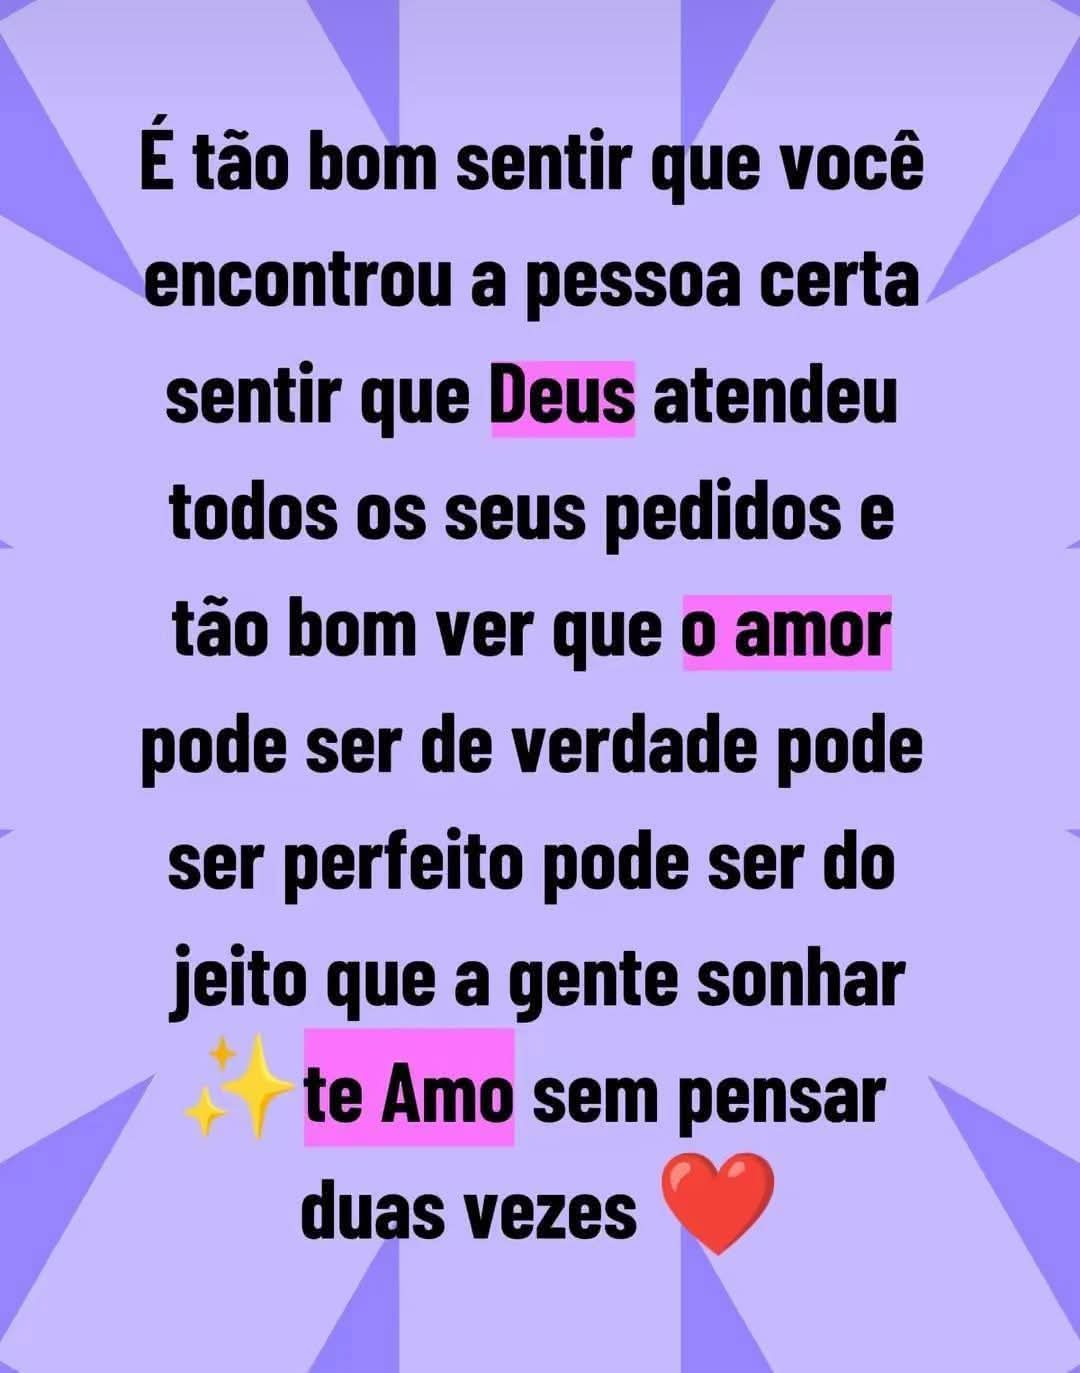 É tão bom sentir que você
encontrou a pessoa certa
sentir que Deus atendeu
todos os seus pedidos e
tão bom ver que o amor
pode ser de verdade pode
ser perfeito pode ser do
jeito que a gente sonhar
✨te Amo sem pensar
duas vezes ❤️